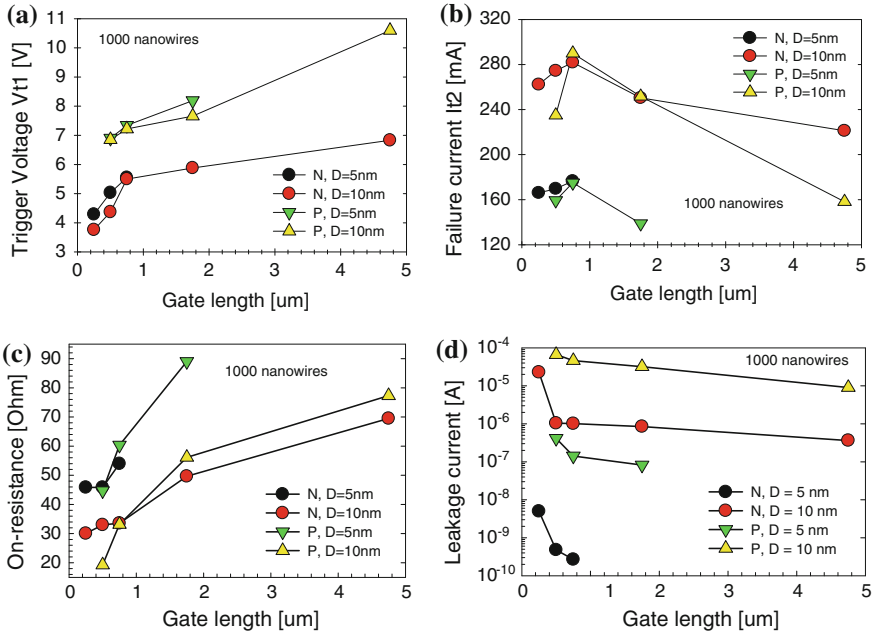 (a)
Trigger Voltage Vt1 [V]
11
10
9
8
7
6
5
4
3
1000 nanowires
N, D=5nm
N, D=10nm
P, D=5nm
P, D=10nm
0 1 2 3 4 5
Gate length [um]
(b)
Failure current It2 [mA]
320
280
240
200
160
120
N, D=5nm
N, D=10nm
P, D=5nm
P, D=10nm
1000 nanowires
0 1 2 3 4 5
Gate length [um]
(c)
On-resistance [Ohm]
90
80
70
60
50
40
30
20
1000 nanowires
N, D=5nm
N, D=10nm
P, D=5nm
P, D=10nm
0 1 2 3 4 5
Gate length [um]
(d)
Leakage current [A]
10-4
10-5
10-6
10-7
10-8
10-9
10-10
1000 nanowires
N, D = 5 nm
N, D = 10 nm
P, D = 5 nm
P, D = 10 nm
0 1 2 3 4 5
Gate length [um]